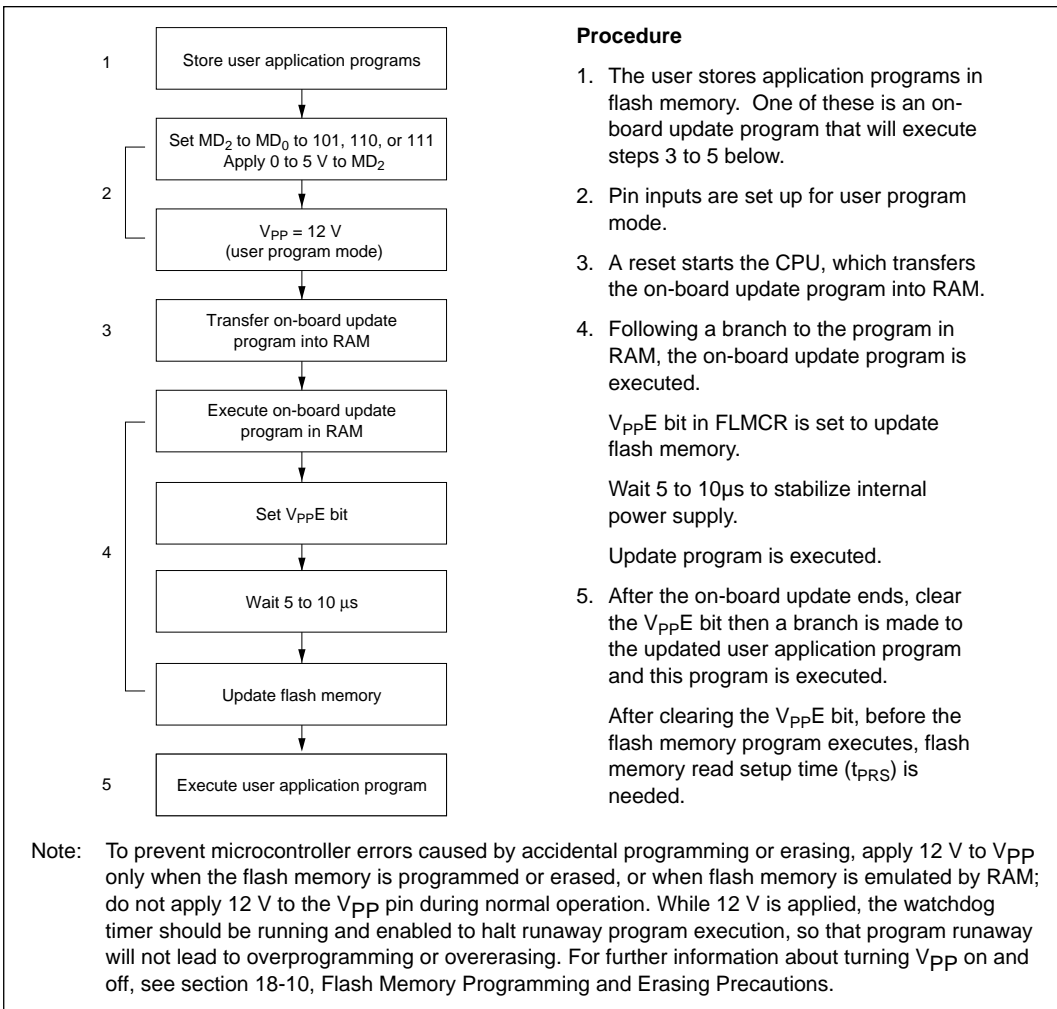 1
Store user application programs
2
Set MD2 to MD0 to 101, 110, or 111
Apply 0 to 5 V to MD2
VPP = 12 V
(user program mode)
3
Transfer on-board update
program into RAM
4
Execute on-board update
program in RAM
Set VPPE bit
Wait 5 to 10 μs
Update flash memory
5
Execute user application program
Procedure
1. The user stores application programs in
flash memory. One of these is an on-
board update program that will execute
steps 3 to 5 below.
2. Pin inputs are set up for user program
mode.
3. A reset starts the CPU, which transfers
the on-board update program into RAM.
4. Following a branch to the program in
RAM, the on-board update program is
executed.
VPPE bit in FLMCR is set to update
flash memory.
Wait 5 to 10μs to stabilize internal
power supply.
Update program is executed.
5. After the on-board update ends, clear
the VPPE bit then a branch is made to
the updated user application program
and this program is executed.
After clearing the VPPE bit, before the
flash memory program executes, flash
memory read setup time (tPRS) is
needed.
Note: To prevent microcontroller errors caused by accidental programming or erasing, apply 12 V to VPP
only when the flash memory is programmed or erased, or when flash memory is emulated by RAM;
do not apply 12 V to the VPP pin during normal operation. While 12 V is applied, the watchdog
timer should be running and enabled to halt runaway program execution, so that program runaway
will not lead to overprogramming or overerasing. For further information about turning VPP on and
off, see section 18-10, Flash Memory Programming and Erasing Precautions.